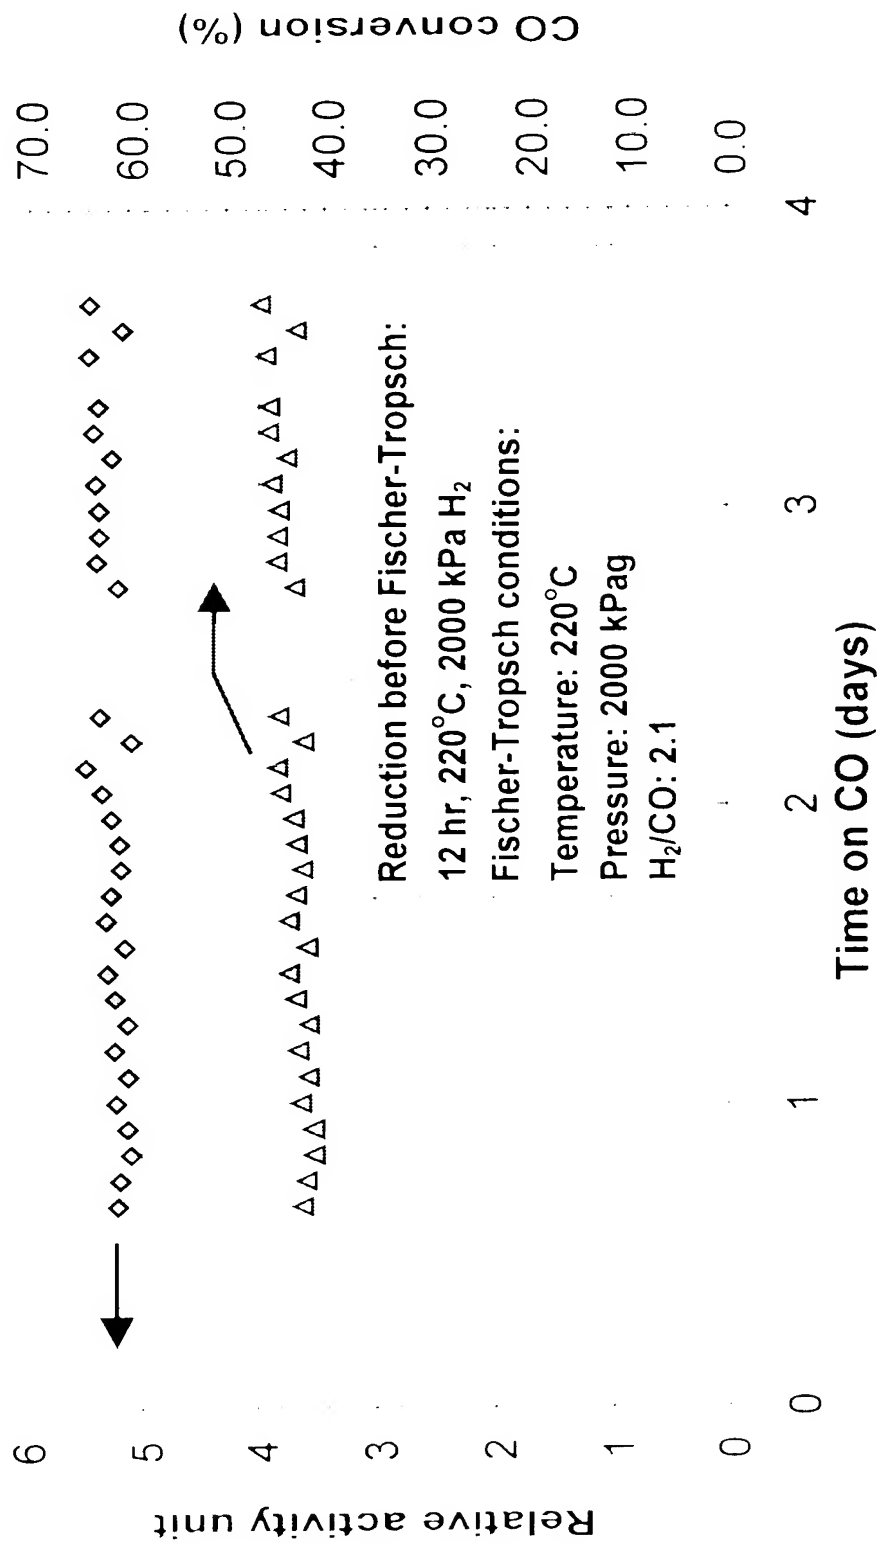 Relative activity unit
6
5
4
3
2
1
0
CO conversion (%)
70.0
60.0
50.0
40.0
30.0
20.0
10.0
0.0
Reduction before Fischer-Tropsch:
12 hr, 220°C, 2000 kPa H₂
Fischer-Tropsch conditions:
Temperature: 220°C
Pressure: 2000 kPag
H₂/CO: 2.1
0
1
2
3
4
Time on CO (days)